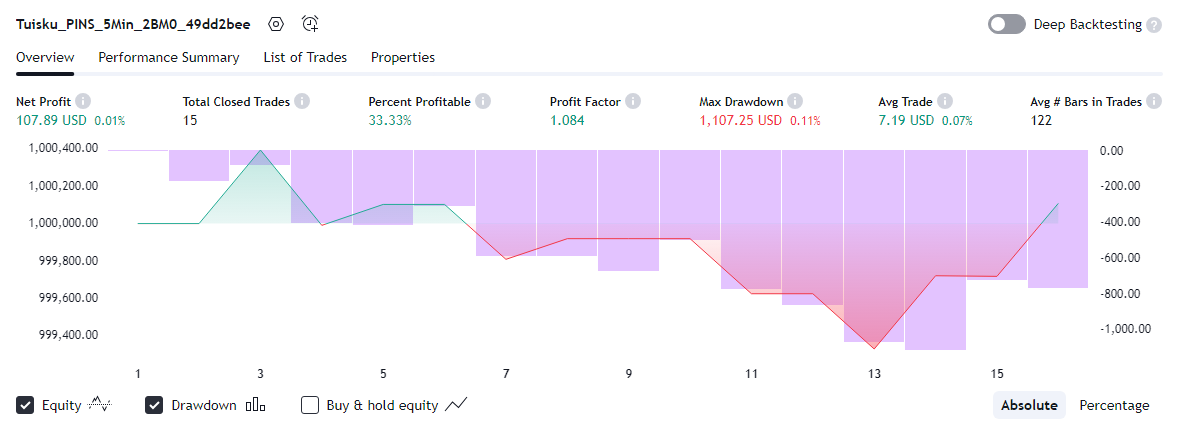 Tuisku_PINS_5Min_2BM0_49dd2bee Deep Backtesting ?
Overview Performance Summary List of Trades Properties
Net Profit i Total Closed Trades i Percent Profitable i Profit Factor i Max Drawdown i Avg Trade i Avg # Bars in Trades i
107.89 USD 0.01% 15 33.33% 1.084 1,107.25 USD 0.11% 7.19 USD 0.07% 122
1,000,400.00 0.00
1,000,200.00 -200.00
1,000,000.00 -400.00
999,800.00 -600.00
999,600.00 -800.00
999,400.00 -1,000.00
1 3 5 7 9 11 13 15
Equity Drawdown Buy & hold equity Absolute Percentage